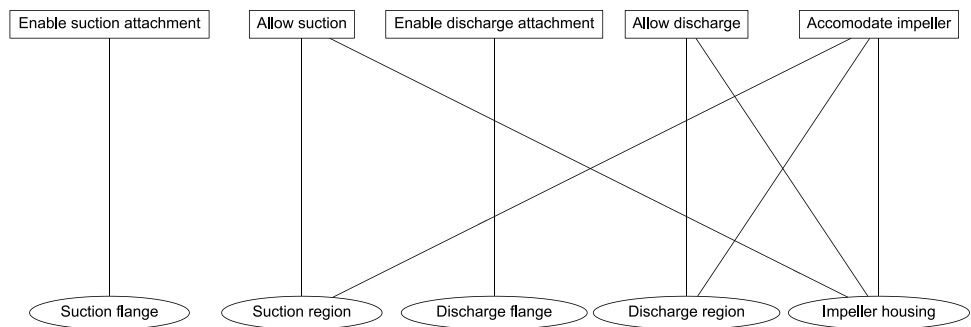 Enable suction attachment
Allow suction
Enable discharge attachment
Allow discharge
Accomodate impeller
Suction flange
Suction region
Discharge flange
Discharge region
Impeller housing